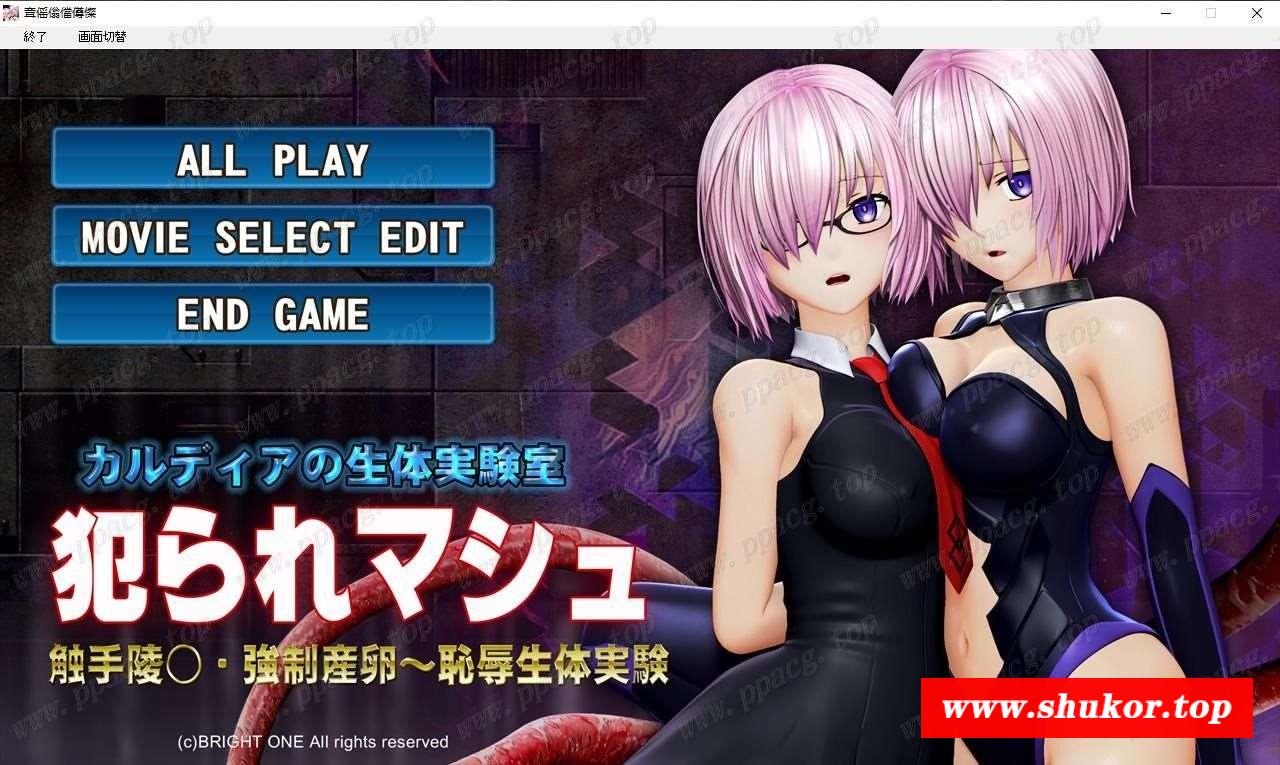 終了 画面切替
ALL PLAY
MOVIE SELECT EDIT
END GAME
カルディアの生体実験室
犯られマシュ
触手陵〇・強制産卵～恥辱生体実験
(c)BRIGHT ONE All rights reserved
www.shukor.top
www.ppacg.top